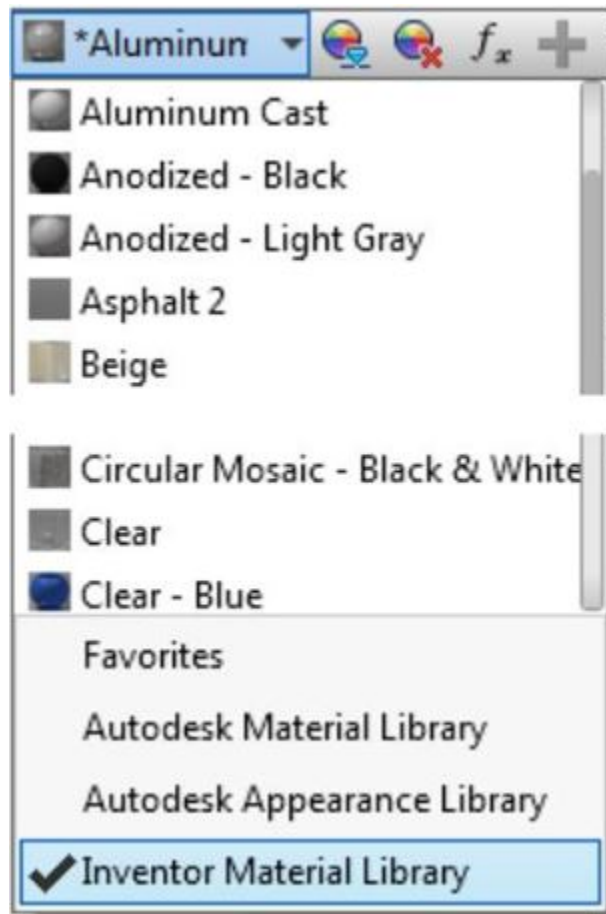 *Aluminun fx
Aluminum Cast
Anodized - Black
Anodized - Light Gray
Asphalt 2
Beige
Circular Mosaic - Black & White
Clear
Clear - Blue
Favorites
Autodesk Material Library
Autodesk Appearance Library
Inventor Material Library